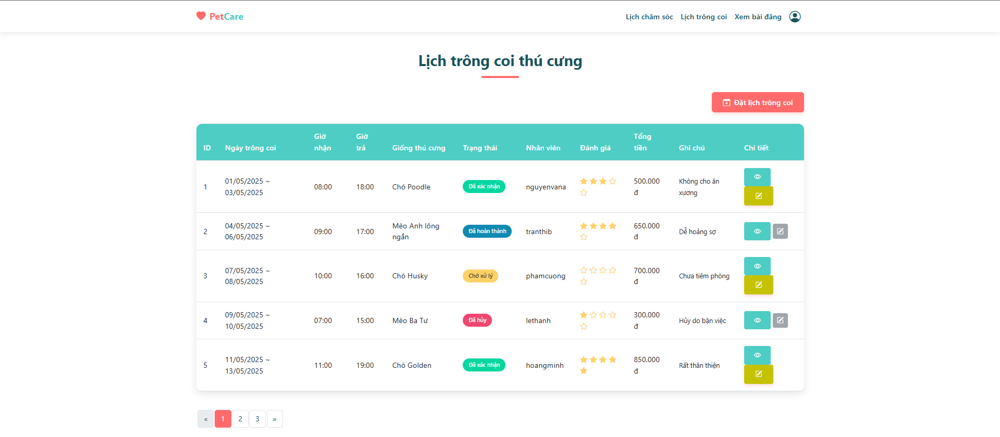 PetCare
Lịch chăm sóc Lịch trông coi Xem bài đăng
Lịch trông coi thú cưng
Đặt lịch trông coi
ID Ngày trông coi Giờ nhận Giờ trả Giống thú cưng Trạng thái Nhân viên Đánh giá Tổng tiền Ghi chú Chi tiết
1 01/05/2025 ~ 03/05/2025 08:00 18:00 Chó Poodle Đã xác nhận nguyenvana 500.000 đ Không cho ăn xương
2 04/05/2025 ~ 06/05/2025 09:00 17:00 Mèo Anh lông ngắn Đã hoàn thành tranthib 650.000 đ Dễ hoảng sợ
3 07/05/2025 ~ 08/05/2025 10:00 16:00 Chó Husky Chờ xử lý phamcuong 700.000 đ Chưa tiêm phòng
4 09/05/2025 ~ 10/05/2025 07:00 15:00 Mèo Ba Tư Đã hủy lethanh 300.000 đ Hủy do bận việc
5 11/05/2025 ~ 13/05/2025 11:00 19:00 Chó Golden Đã xác nhận hoangminh 850.000 đ Rất thân thiện
« 1 2 3 »